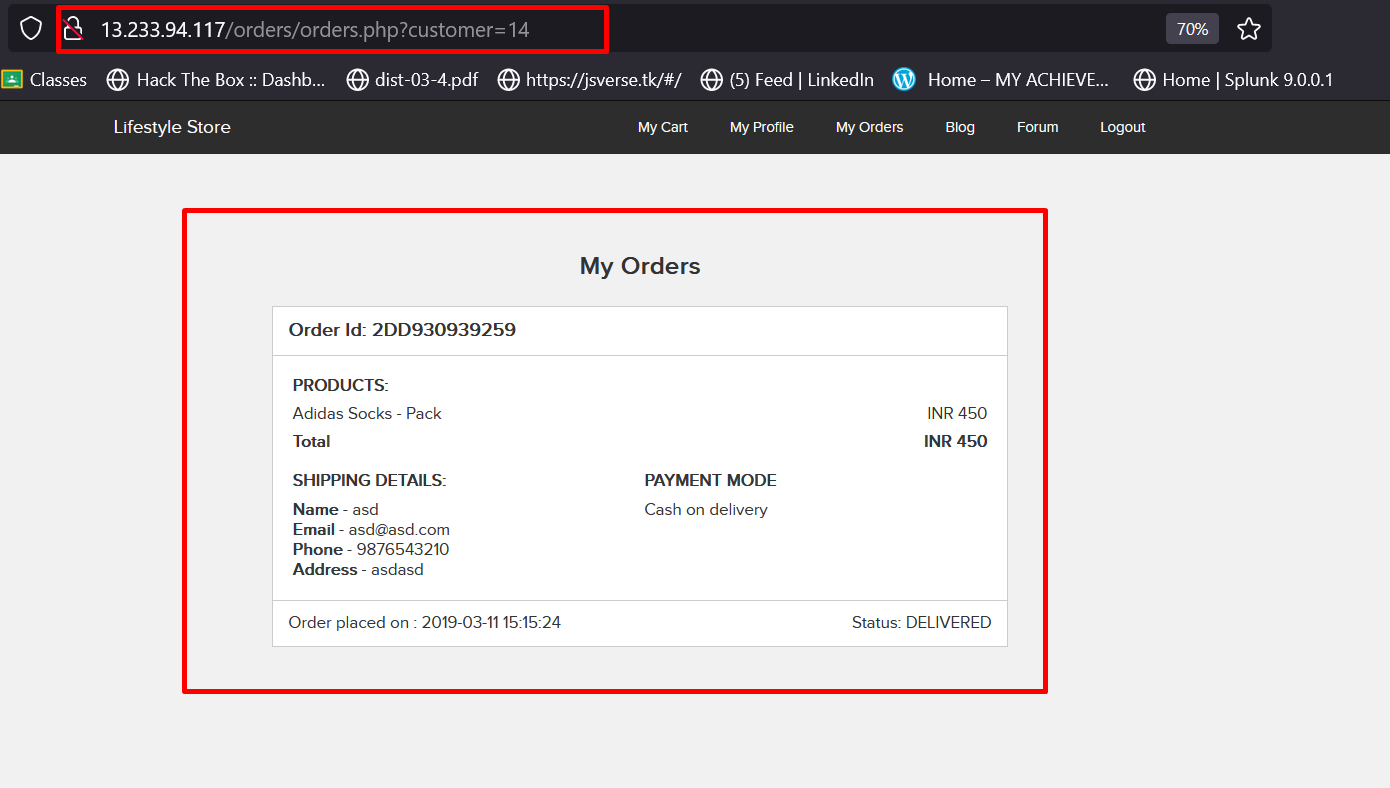 13.233.94.117/orders/orders.php?customer=14 70%
Classes Hack The Box :: Dashb... dist-03-4.pdf https://jsverse.tk/#/ (5) Feed | LinkedIn Home – MY ACHIEVE... Home | Splunk 9.0.0.1
Lifestyle Store My Cart My Profile My Orders Blog Forum Logout
My Orders
Order Id: 2DD930939259
PRODUCTS:
Adidas Socks - Pack INR 450
Total INR 450
SHIPPING DETAILS: PAYMENT MODE
Name - asd Cash on delivery
Email - asd@asd.com
Phone - 9876543210
Address - asdasd
Order placed on : 2019-03-11 15:15:24 Status: DELIVERED